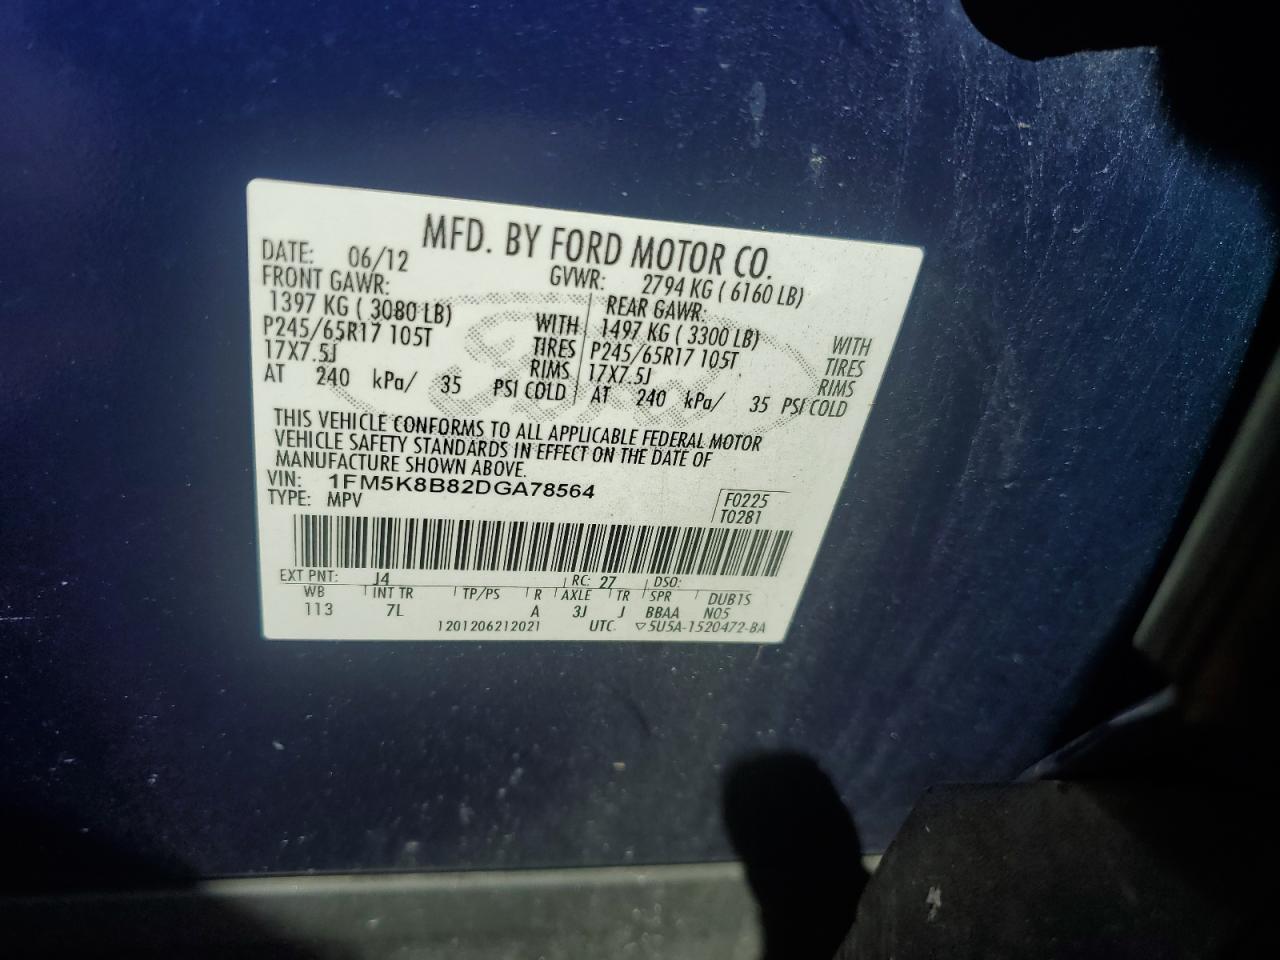 MFD. BY FORD MOTOR CO.
DATE: 06/12 GVWR: 2794 KG ( 6160 LB)
FRONT GAWR: REAR GAWR:
1397 KG ( 3080 LB) WITH 1497 KG ( 3300 LB) WITH
P245/65R17 105T TIRES P245/65R17 105T TIRES
17X7.5J RIMS 17X7.5J RIMS
AT 240 kPa/ 35 PSI COLD AT 240 kPa/ 35 PSI COLD
THIS VEHICLE CONFORMS TO ALL APPLICABLE FEDERAL MOTOR
VEHICLE SAFETY STANDARDS IN EFFECT ON THE DATE OF
MANUFACTURE SHOWN ABOVE.
VIN: 1FM5K8B82DGA78564 F0225
TYPE: MPV T0281
EXT PNT: J4 RC: 27 DSO:
WB INT TR TP/PS R AXLE TR SPR DUBTS
113 7L A 3J J BBAA N05
1201206212021 UTC ▽5U5A-1520472-BA